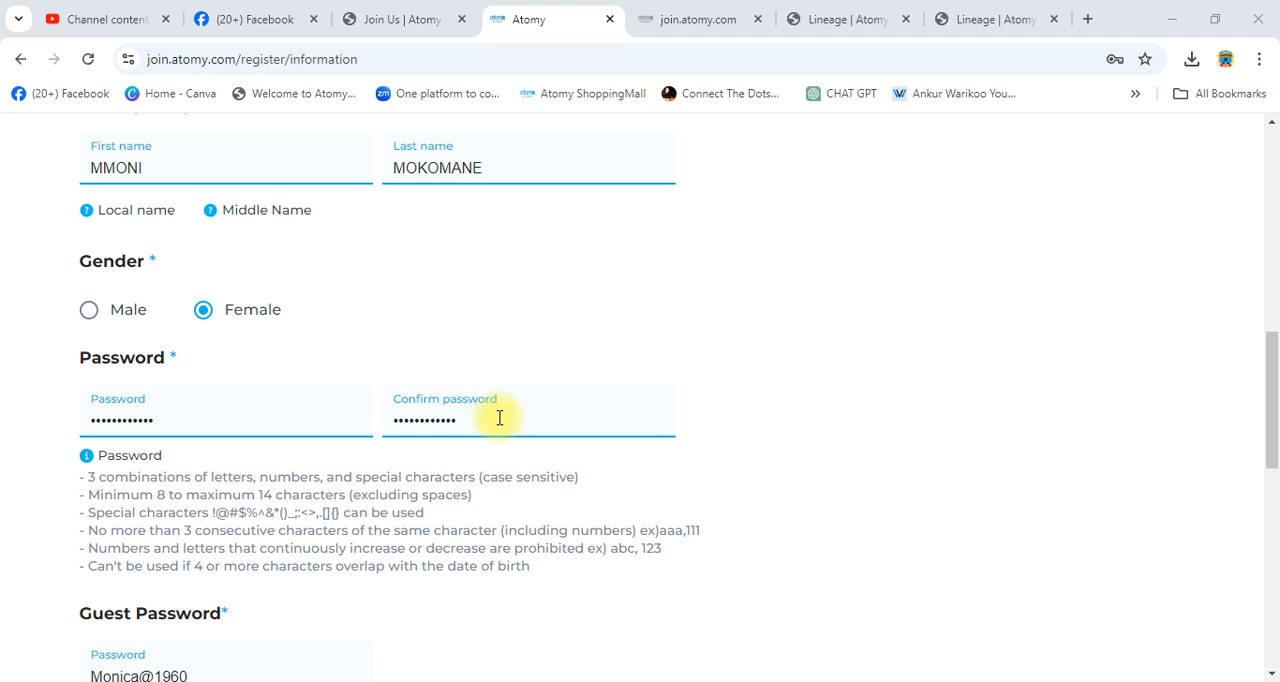 Channel content
(20+) Facebook
Join Us | Atomy
Atomy
join.atomy.com
Lineage | Atomy
Lineage | Atomy
join.atomy.com/register/information
(20+) Facebook
Home - Canva
Welcome to Atomy...
One platform to co...
Atomy ShoppingMall
Connect The Dots...
CHAT GPT
Ankur Warikoo You...
All Bookmarks
First name
MMONI
Last name
MOKOMANE
Local name
Middle Name
Gender *
Male
Female
Password *
Password
••••••••••••
Confirm password
••••••••••••
Password
- 3 combinations of letters, numbers, and special characters (case sensitive)
- Minimum 8 to maximum 14 characters (excluding spaces)
- Special characters !@#$%^&*()_;:<>,.[]{} can be used
- No more than 3 consecutive characters of the same character (including numbers) ex)aaa,111
- Numbers and letters that continuously increase or decrease are prohibited ex) abc, 123
- Can't be used if 4 or more characters overlap with the date of birth
Guest Password*
Password
Monica@1960